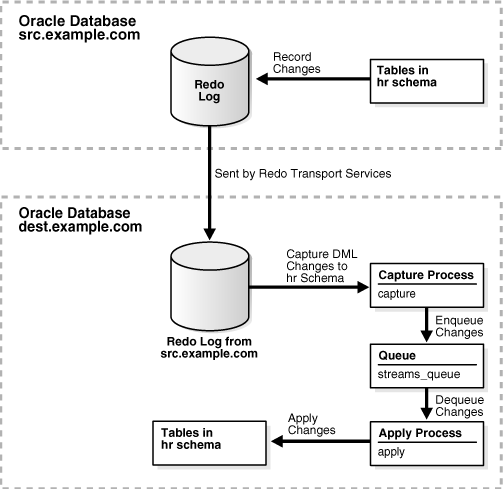 Oracle Database
src.example.com
Redo
Log
Record
Changes
Tables in
hr schema
Sent by Redo Transport Services
Oracle Database
dest.example.com
Redo Log from
src.example.com
Capture DML
Changes to
hr Schema
Capture Process
capture
Enqueue
Changes
Queue
streams_queue
Dequeue
Changes
Apply Process
apply
Apply
Changes
Tables in
hr schema